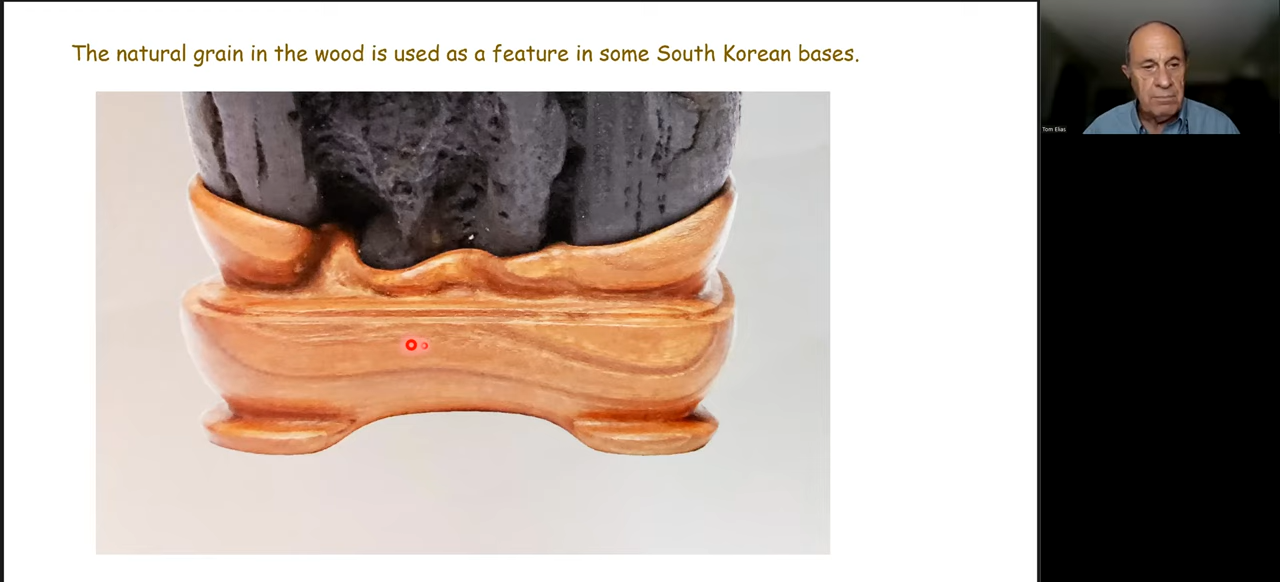 The natural grain in the wood is used as a feature in some South Korean bases.
Tom Elias